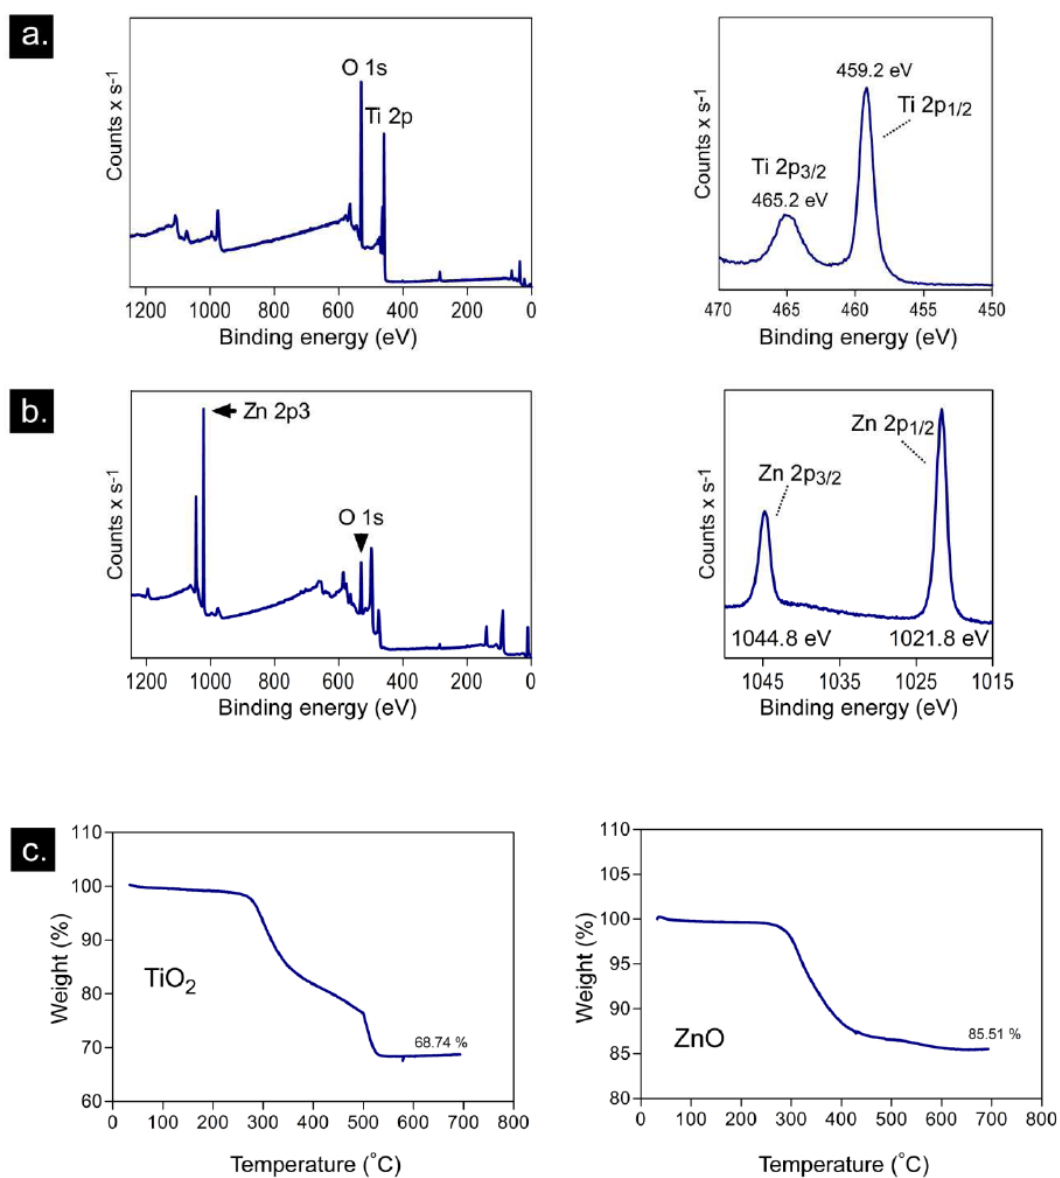 a.
Counts x s-1
O 1s
Ti 2p
1200 1000 800 600 400 200 0
Binding energy (eV)
Counts x s-1
459.2 eV
Ti 2p1/2
Ti 2p3/2
465.2 eV
470 465 460 455 450
Binding energy (eV)
b.
Counts x s-1
Zn 2p3
O 1s
1200 1000 800 600 400 200 0
Binding energy (eV)
Counts x s-1
Zn 2p1/2
Zn 2p3/2
1044.8 eV 1021.8 eV
1045 1035 1025 1015
Binding energy (eV)
c.
Weight (%)
110
100
90
80
70
60
TiO2
68.74 %
0 100 200 300 400 500 600 700 800
Temperature (°C)
Weight (%)
110
105
100
95
90
85
80
ZnO
85.51 %
0 100 200 300 400 500 600 700 800
Temperature (°C)